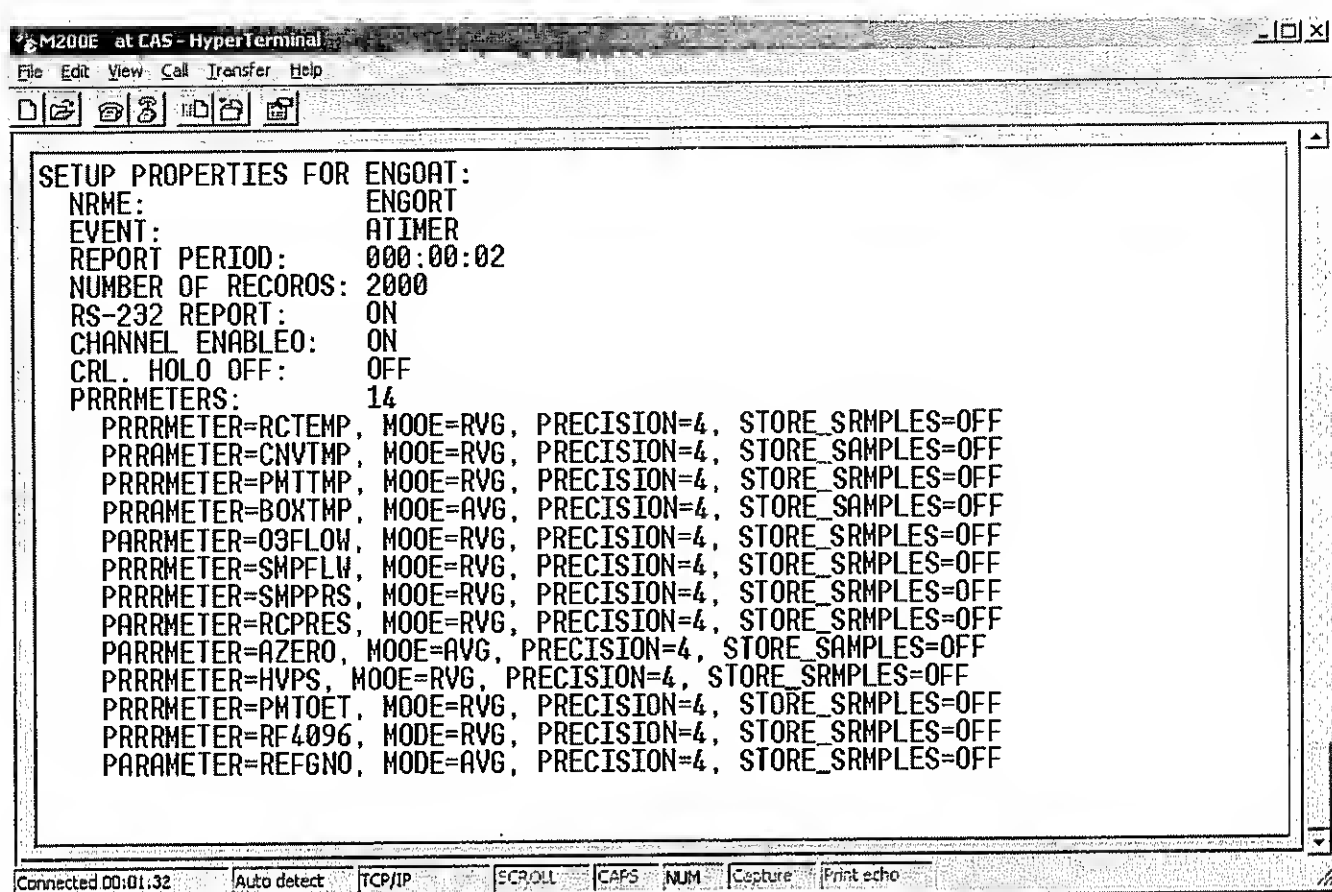 M200E at CAS - HyperTerminal
File Edit View Call Transfer Help
SETUP PROPERTIES FOR ENGOAT:
NRME: ENGORT
EVENT: ATIMER
REPORT PERIOD: 000:00:02
NUMBER OF RECOROS: 2000
RS-232 REPORT: ON
CHANNEL ENABLEO: ON
CRL. HOLO OFF: OFF
PRRRMETERS: 14
PRRRMETER=RCTEMP, MOOE=RVG, PRECISION=4, STORE_SRMPLES=OFF
PRRAMETER=CNVTMP, MOOE=RVG, PRECISION=4, STORE_SAMPLES=OFF
PRRRMETER=PMTTMP, MOOE=RVG, PRECISION=4, STORE_SRMPLES=OFF
PRRAMETER=BOXTMP, MOOE=AVG, PRECISION=4, STORE_SAMPLES=OFF
PARRMETER=O3FLOW, MOOE=RVG, PRECISION=4, STORE_SRMPLES=OFF
PRRRMETER=SMPFLW, MOOE=RVG, PRECISION=4, STORE_SRMPLES=OFF
PRRRMETER=SMPPRS, MOOE=RVG, PRECISION=4, STORE_SRMPLES=OFF
PARRMETER=RCPRES, MOOE=RVG, PRECISION=4, STORE_SRMPLES=OFF
PARRMETER=AZERO, MOOE=AVG, PRECISION=4, STORE_SAMPLES=OFF
PRRRMETER=HVPS, MOOE=RVG, PRECISION=4, STORE_SRMPLES=OFF
PRRRMETER=PMTOET, MOOE=RVG, PRECISION=4, STORE_SRMPLES=OFF
PRRRMETER=RF4096, MODE=RVG, PRECISION=4, STORE_SRMPLES=OFF
PARAMETER=REFGNO, MODE=AVG, PRECISION=4, STORE_SRMPLES=OFF
Connected 00:01:32 Auto detect TCP/IP SCROLL CAPS NUM Capture Print echo